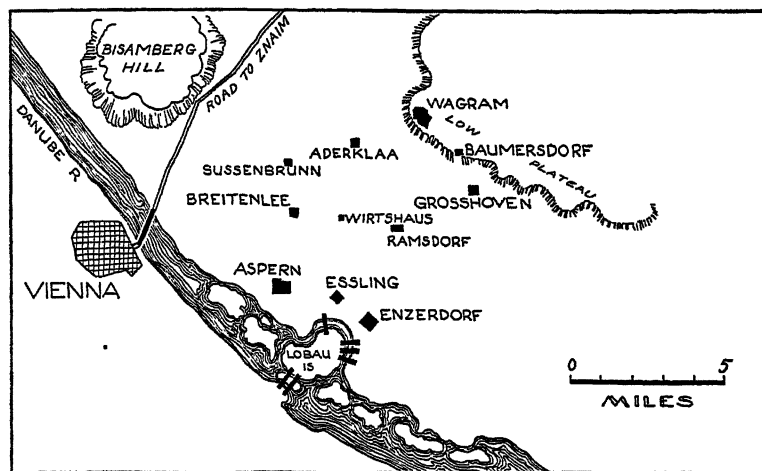 BISAMBERG
HILL
ROAD TO ZNAIM
DANUBE R
WAGRAM
LOW
PLATEAU
BAUMERSDORF
ADERKLAA
SUSSENBRUNN
GROSSHOVEN
BREITENLEE
WIRTSHAUS
RAMSDORF
VIENNA
ASPERN
ESSLING
ENZERDORF
LOBAU
IS
0 5
MILES